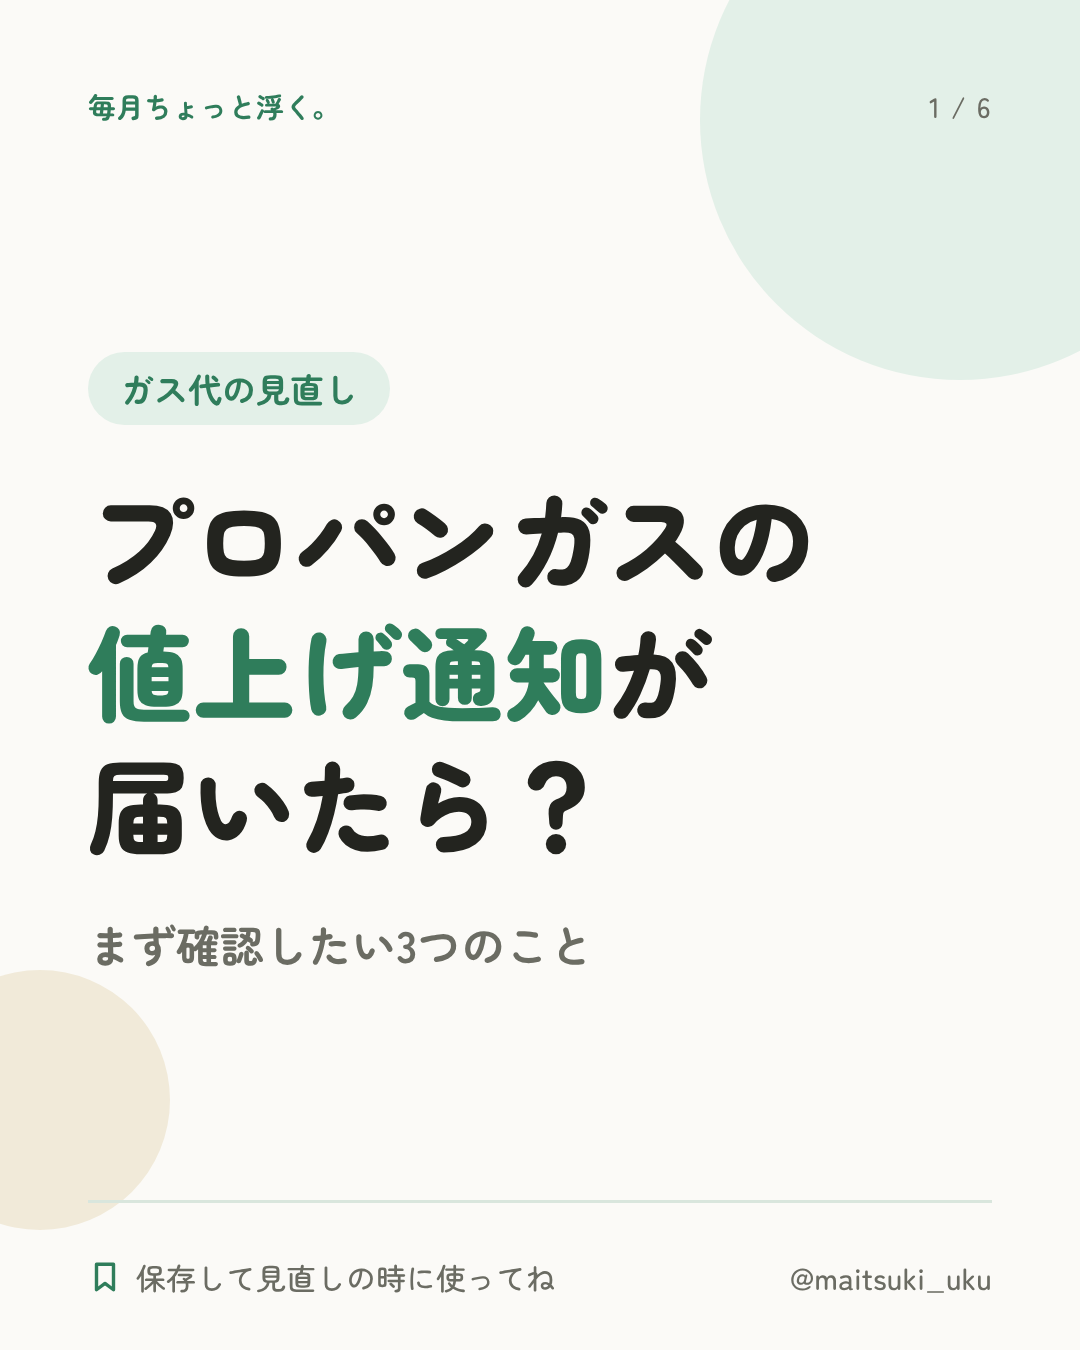 毎月ちょっと浮く。
1 / 6
ガス代の見直し
プロパンガスの
値上げ通知が
届いたら？
まず確認したい3つのこと
保存して見直しの時に使ってね
@maitsuki_uku